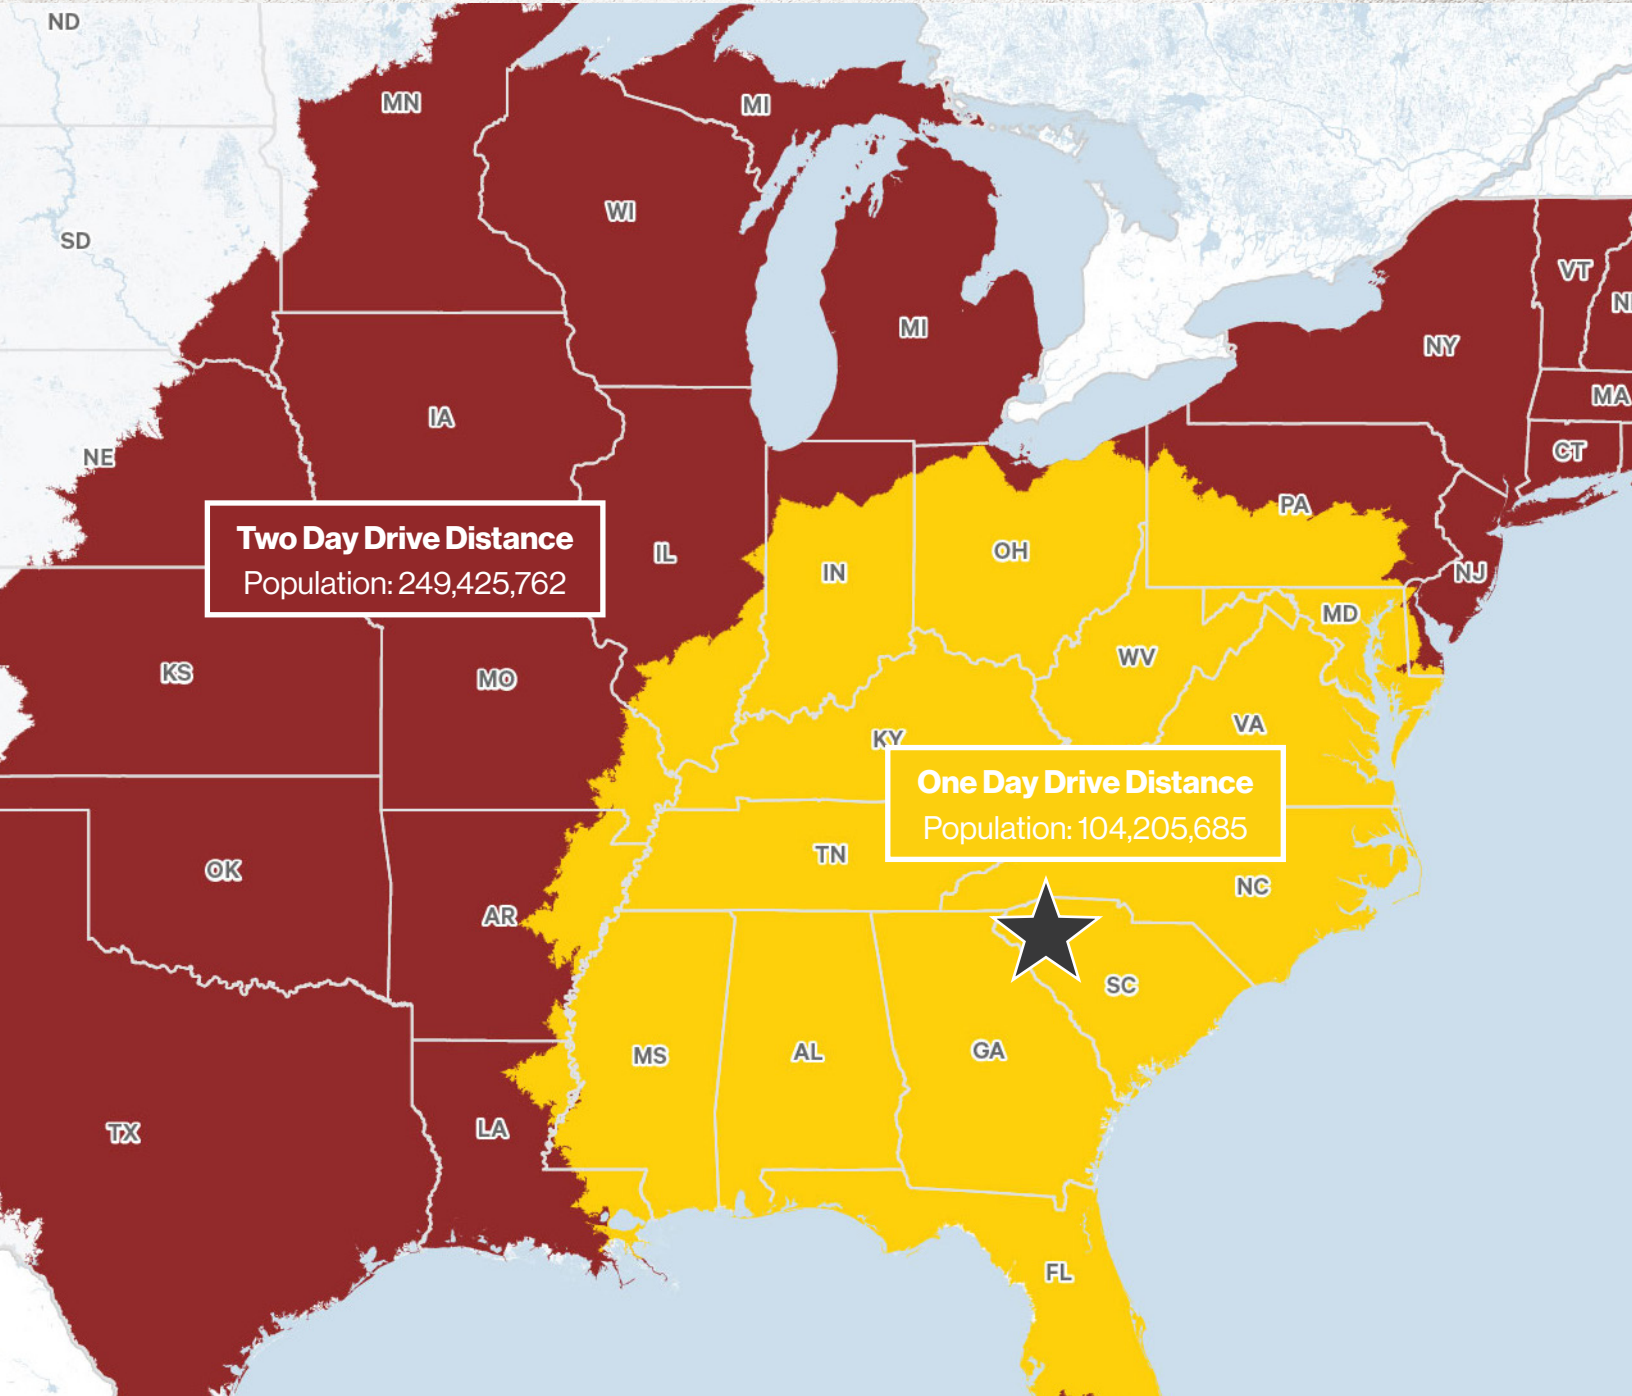 ND
MN
MI
WI
SD
VT
MI
NY
MA
IA
NE
CT
PA
Two Day Drive Distance
Population: 249,425,762
IL
IN
OH
NJ
MD
WV
KS
MO
VA
KY
One Day Drive Distance
Population: 104,205,685
TN
OK
NC
AR
SC
MS
AL
GA
TX
LA
FL